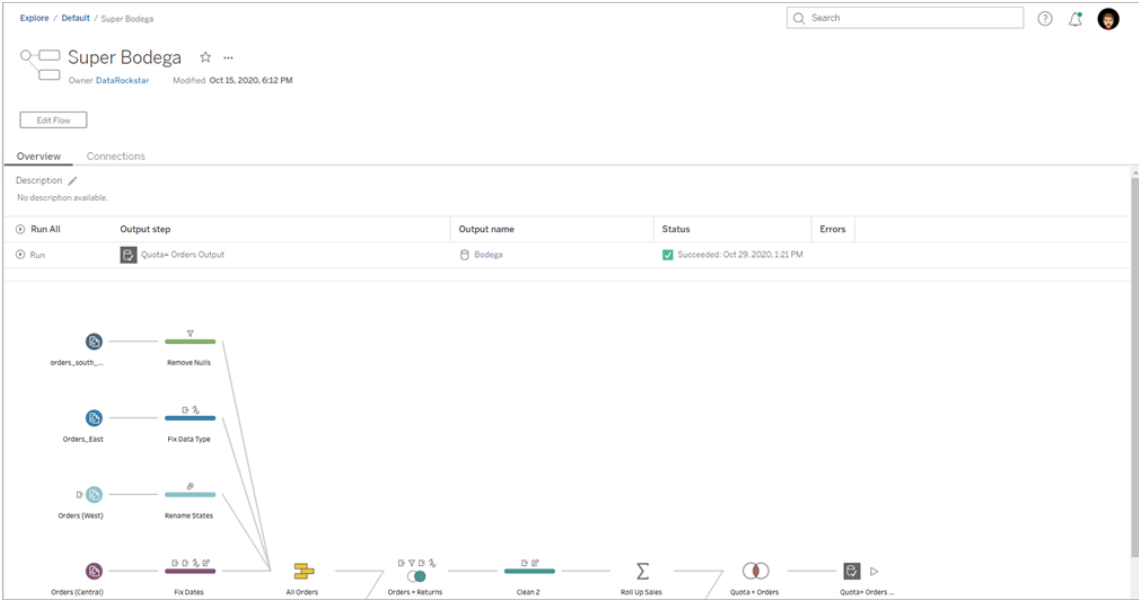 Explore / Default / Super Bodega
Search
Super Bodega
Owner DataRockstar Modified Oct 15, 2020, 6:12 PM
Edit Flow
Overview Connections
Description
No description available.
Run All Output step Output name Status Errors
Run Quota+ Orders Output Bodega Succeeded: Oct 29, 2020, 1:21 PM
orders_south_... Remove Nulls
Orders_East Fix Data Type
Orders (West) Rename States
Orders (Central) Fix Dates All Orders Orders + Returns Clean 2 Roll Up Sales Quota + Orders Quota+ Orders ...